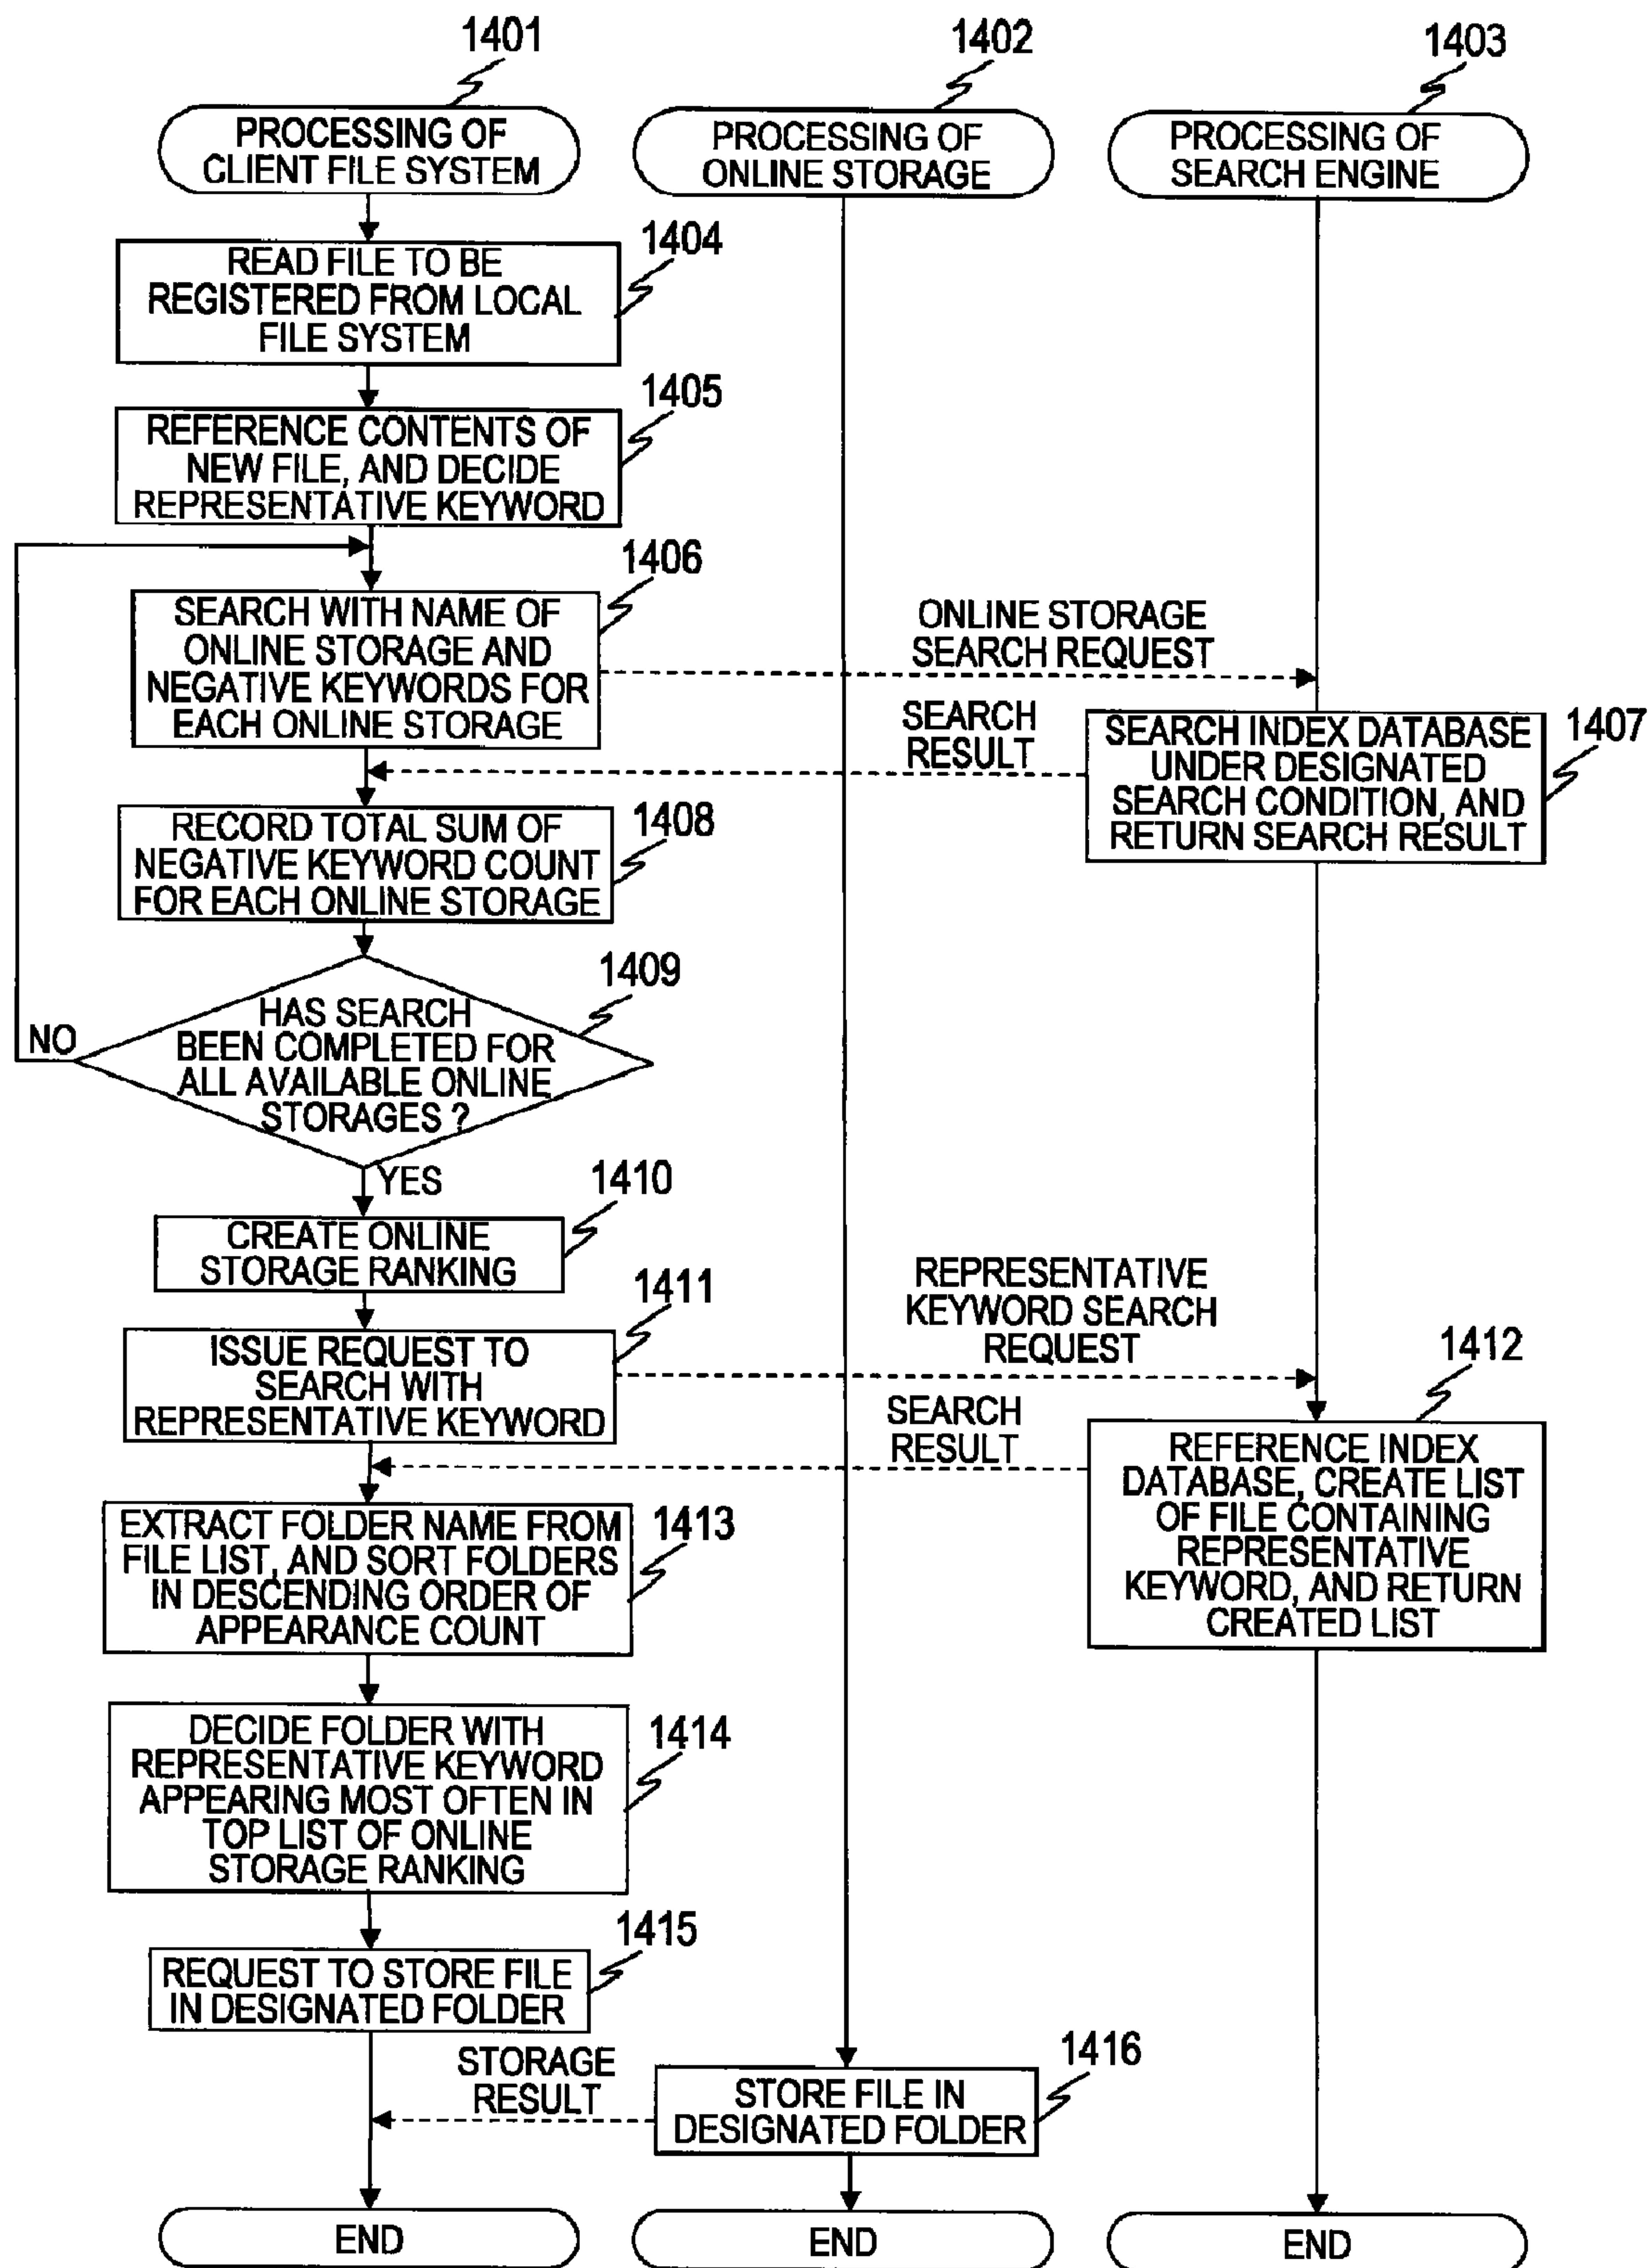 1401
1402
1403
PROCESSING OF
CLIENT FILE SYSTEM
PROCESSING OF
ONLINE STORAGE
PROCESSING OF
SEARCH ENGINE
1404
READ FILE TO BE
REGISTERED FROM LOCAL
FILE SYSTEM
1405
REFERENCE CONTENTS OF
NEW FILE, AND DECIDE
REPRESENTATIVE KEYWORD
1406
SEARCH WITH NAME OF
ONLINE STORAGE AND
NEGATIVE KEYWORDS FOR
EACH ONLINE STORAGE
ONLINE STORAGE
SEARCH REQUEST
SEARCH
RESULT
1407
SEARCH INDEX DATABASE
UNDER DESIGNATED
SEARCH CONDITION, AND
RETURN SEARCH RESULT
1408
RECORD TOTAL SUM OF
NEGATIVE KEYWORD COUNT
FOR EACH ONLINE STORAGE
1409
HAS SEARCH
BEEN COMPLETED FOR
ALL AVAILABLE ONLINE
STORAGES ?
NO
YES
1410
CREATE ONLINE
STORAGE RANKING
1411
ISSUE REQUEST TO
SEARCH WITH
REPRESENTATIVE KEYWORD
REPRESENTATIVE
KEYWORD SEARCH
REQUEST
SEARCH
RESULT
1412
REFERENCE INDEX
DATABASE, CREATE LIST
OF FILE CONTAINING
REPRESENTATIVE
KEYWORD, AND RETURN
CREATED LIST
1413
EXTRACT FOLDER NAME FROM
FILE LIST, AND SORT FOLDERS
IN DESCENDING ORDER OF
APPEARANCE COUNT
1414
DECIDE FOLDER WITH
REPRESENTATIVE KEYWORD
APPEARING MOST OFTEN IN
TOP LIST OF ONLINE
STORAGE RANKING
1415
REQUEST TO STORE FILE
IN DESIGNATED FOLDER
STORAGE
RESULT
1416
STORE FILE IN
DESIGNATED FOLDER
END
END
END